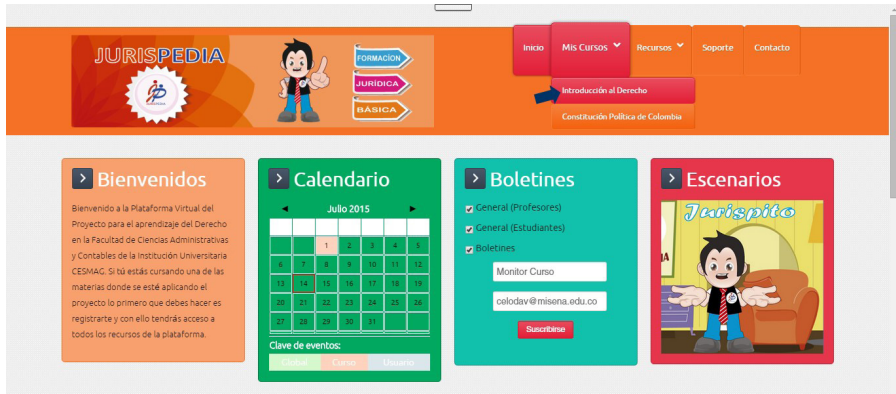 JURISPEDIA
JURISPEDIA
FORMACION
JURÍDICA
BÁSICA
Inicio
Mis Cursos
Recursos
Soporte
Contacto
Introducción al Derecho
Constitución Política de Colombia
Bienvenidos
Bienvenido a la Plataforma Virtual del
Proyecto para el aprendizaje del Derecho
en la Facultad de Ciencias Administrativas
y Contables de la Institución Universitaria
CESMAG. Si tú estás cursando una de las
materias donde se esté aplicando el
proyecto lo primero que debes hacer es
registrarte y con ello tendrás acceso a
todos los recursos de la plataforma.
Calendario
◄ Julio 2015 ►
1 2 3 4 5
6 7 8 9 10 11 12
13 14 15 16 17 18 19
20 21 22 23 24 25 26
27 28 29 30 31
Clave de eventos:
Global Curso Usuario
Boletines
General (Profesores)
General (Estudiantes)
Boletines
Monitor Curso
celodav@misena.edu.co
Suscribirse
Escenarios
Jurispito